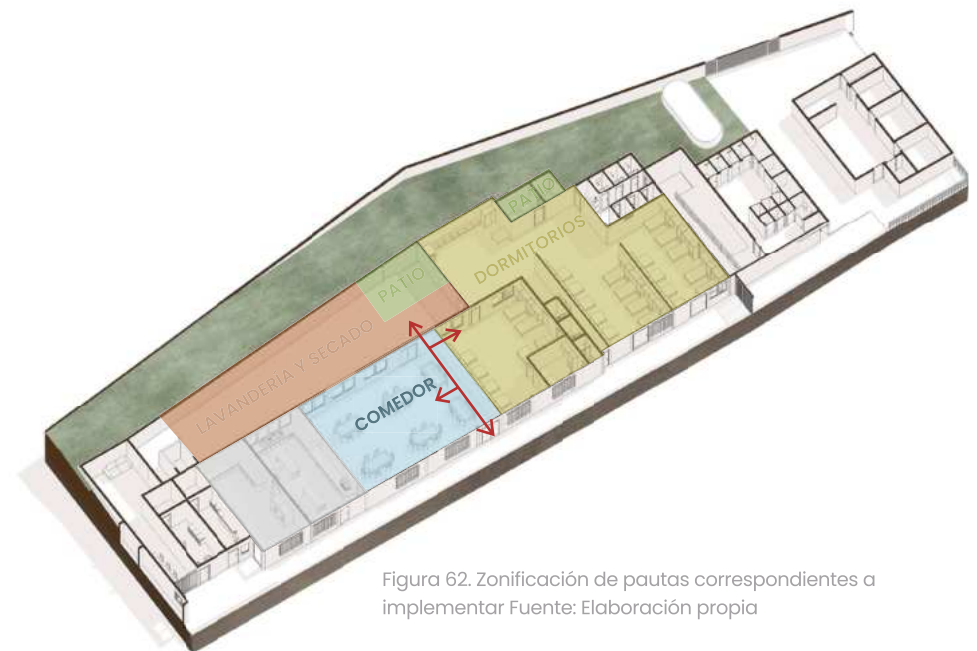 PATIO
DORMITORIOS
PATIO
LAVANDERIA Y SECADO
COMEDOR
Figura 62. Zonificación de pautas correspondientes a
implementar Fuente: Elaboración propia